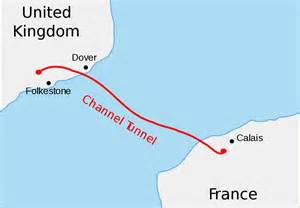 United
Kingdom
Dover
Folkestone
Channel Tunnel
Calais
France